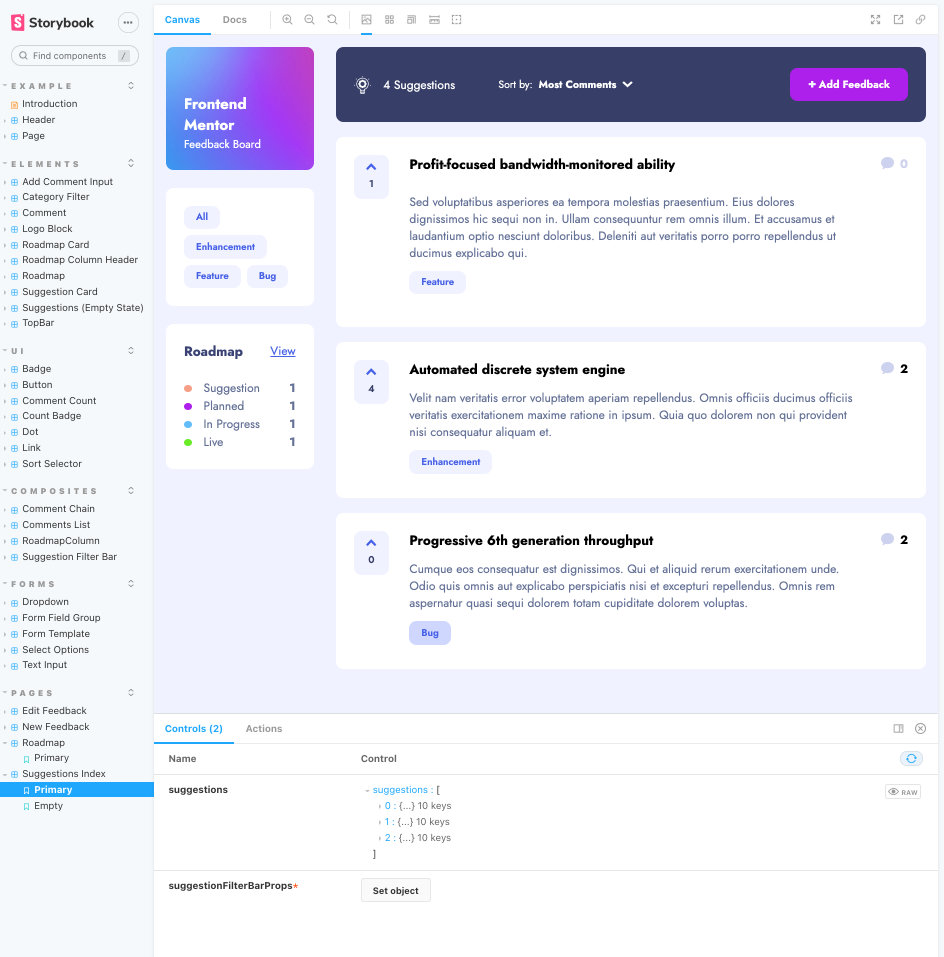 Storybook
Find components /
EXAMPLE
Introduction
Header
Page
ELEMENTS
Add Comment Input
Category Filter
Comment
Logo Block
Roadmap Card
Roadmap Column Header
Roadmap
Suggestion Card
Suggestions (Empty State)
TopBar
UI
Badge
Button
Comment Count
Count Badge
Dot
Link
Sort Selector
COMPOSITES
Comment Chain
Comments List
RoadmapColumn
Suggestion Filter Bar
FORMS
Dropdown
Form Field Group
Form Template
Select Options
Text Input
PAGES
Edit Feedback
New Feedback
Roadmap
Primary
Suggestions Index
Primary
Empty
Canvas Docs
Frontend
Mentor
Feedback Board
All
Enhancement
Feature Bug
Roadmap View
Suggestion 1
Planned 1
In Progress 1
Live 1
4 Suggestions Sort by: Most Comments + Add Feedback
1
Profit-focused bandwidth-monitored ability 0
Sed voluptatibus asperiores ea tempora molestias praesentium. Eius dolores
dignissimos hic sequi non in. Ullam consequuntur rem omnis illum. Et accusamus et
laudantium optio nesciunt doloribus. Deleniti aut veritatis porro porro repellendus ut
ducimus explicabo qui.
Feature
4
Automated discrete system engine 2
Velit nam veritatis error voluptatem aperiam repellendus. Omnis officiis ducimus officiis
veritatis exercitationem maxime ratione in ipsum. Quia quo dolorem non qui provident
nisi consequatur aliquam et.
Enhancement
0
Progressive 6th generation throughput 2
Cumque eos consequatur est dignissimos. Qui et aliquid rerum exercitationem unde.
Odio quis omnis aut explicabo perspiciatis nisi et excepturi repellendus. Omnis rem
aspernatur quasi sequi dolorem totam cupiditate dolorem voluptas.
Bug
Controls (2) Actions
Name Control
suggestions
suggestions : [
0 : {...} 10 keys
1 : {...} 10 keys
2 : {...} 10 keys
]
RAW
suggestionFilterBarProps* Set object